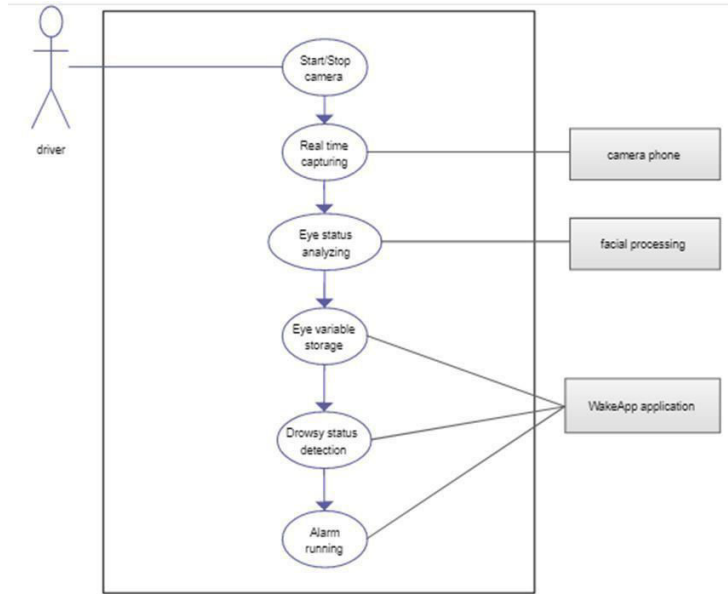 Start/Stop
camera
driver
Real time
capturing
camera phone
Eye status
analyzing
facial processing
Eye variable
storage
WakeApp application
Drowsy status
detection
Alarm
running